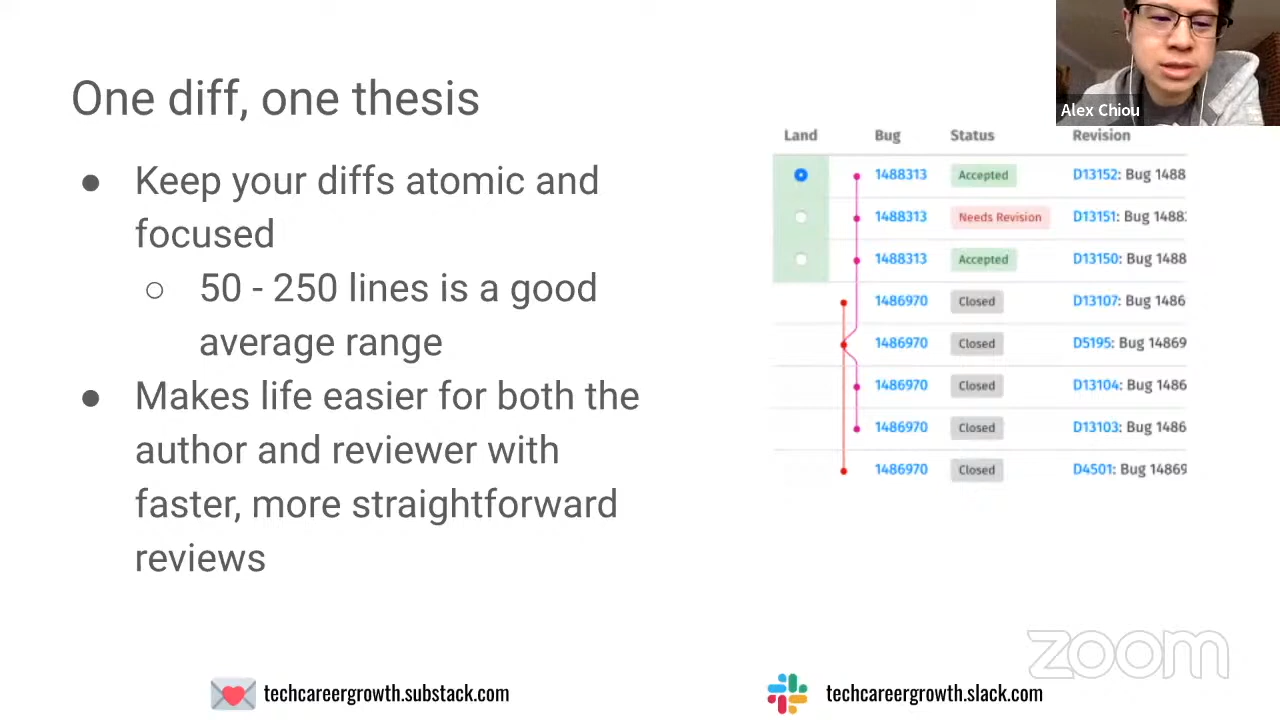 One diff, one thesis
● Keep your diffs atomic and
focused
○ 50 - 250 lines is a good
average range
● Makes life easier for both the
author and reviewer with
faster, more straightforward
reviews
Alex Chiou
Land Bug Status Revision
1488313 Accepted D13152: Bug 1488
1488313 Needs Revision D13151: Bug 1488
1488313 Accepted D13150: Bug 1488
1486970 Closed D13107: Bug 1486
1486970 Closed D5195: Bug 14869
1486970 Closed D13104: Bug 1486
1486970 Closed D13103: Bug 1486
1486970 Closed D4501: Bug 14869
zoom
techcareergrowth.substack.com
techcareergrowth.slack.com